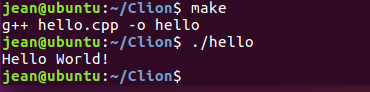 jean@ubuntu:~/Clion$ make
g++ hello.cpp -o hello
jean@ubuntu:~/Clion$ ./hello
Hello World!
jean@ubuntu:~/Clion$